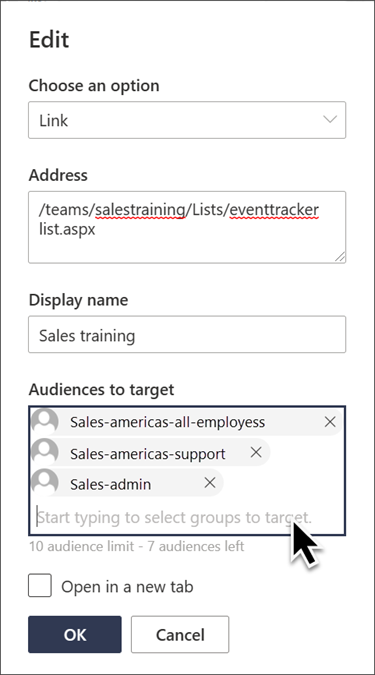 Edit
Choose an option
Link
Address
/teams/salestraining/Lists/eventtracker
list.aspx
Display name
Sales training
Audiences to target
Sales-americas-all-employess
Sales-americas-support
Sales-admin
Start typing to select groups to target.
10 audience limit - 7 audiences left
Open in a new tab
OK
Cancel